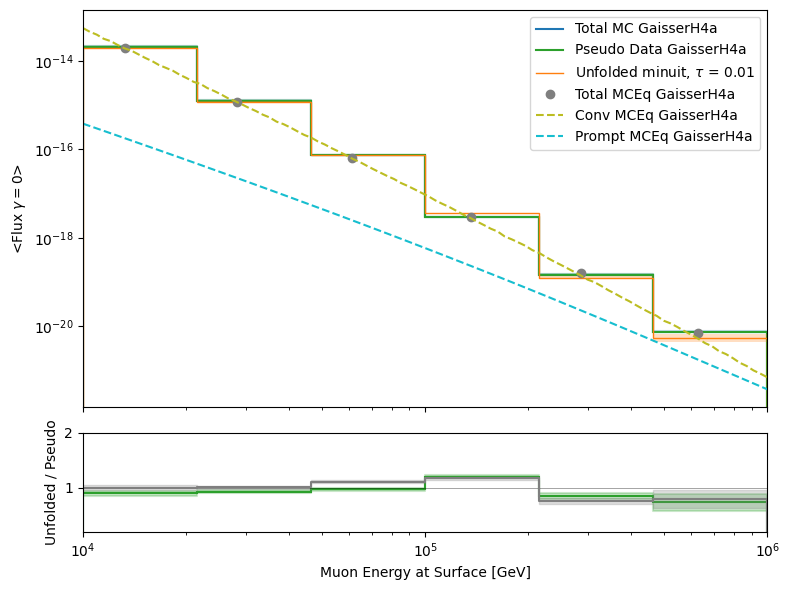 Total MC GaisserH4a
Pseudo Data GaisserH4a
Unfolded minuit, τ = 0.01
Total MCEq GaisserH4a
Conv MCEq GaisserH4a
Prompt MCEq GaisserH4a
<Flux γ = 0>
10⁻¹⁴
10⁻¹⁶
10⁻¹⁸
10⁻²⁰
Unfolded / Pseudo
2
1
10⁴
10⁵
10⁶
Muon Energy at Surface [GeV]